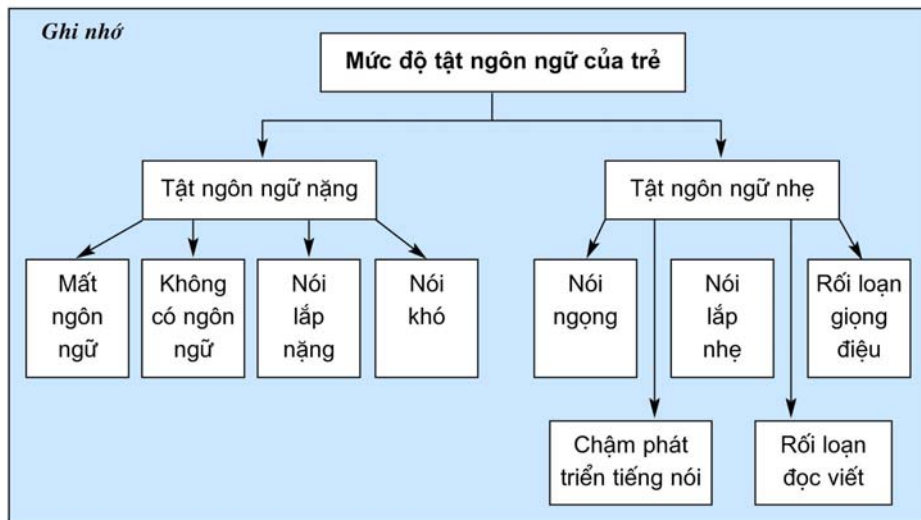 Ghi nhớ
Mức độ tật ngôn ngữ của trẻ
Tật ngôn ngữ nặng
Tật ngôn ngữ nhẹ
Mất
ngôn
ngữ
Không
có ngôn
ngữ
Nói
lắp
nặng
Nói
khó
Nói
ngọng
Nói
lắp
nhẹ
Rối loạn
giọng
điệu
Chậm phát
triển tiếng nói
Rối loạn
đọc viết